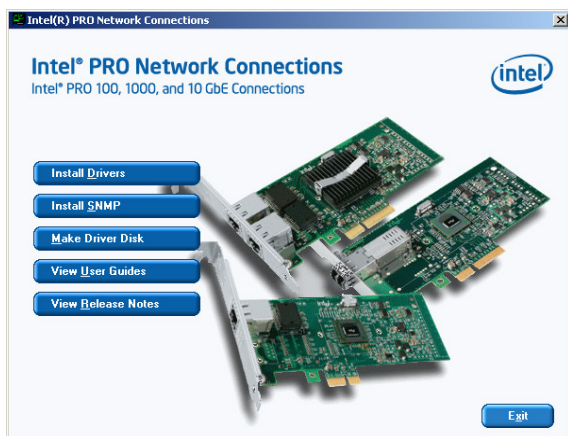 Intel(R) PRO Network Connections
Intel® PRO Network Connections
Intel® PRO 100, 1000, and 10 GbE Connections
intel
Install Drivers
Install SNMP
Make Driver Disk
View User Guides
View Release Notes
Exit